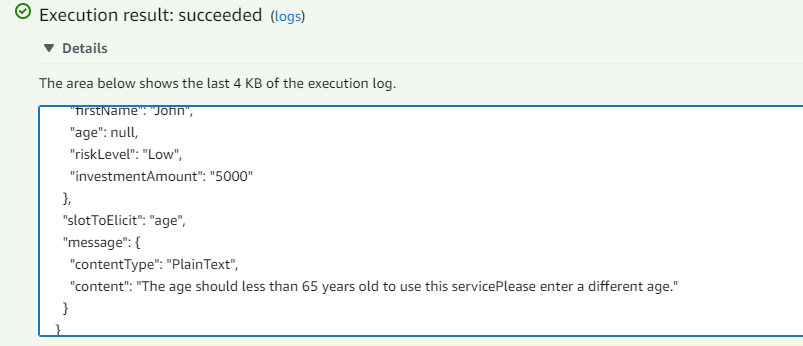 Execution result: succeeded (logs)
▼ Details
The area below shows the last 4 KB of the execution log.
"firstName": "John",
"age": null,
"riskLevel": "Low",
"investmentAmount": "5000"
},
"slotToElicit": "age",
"message": {
"contentType": "PlainText",
"content": "The age should less than 65 years old to use this servicePlease enter a different age."
}
}